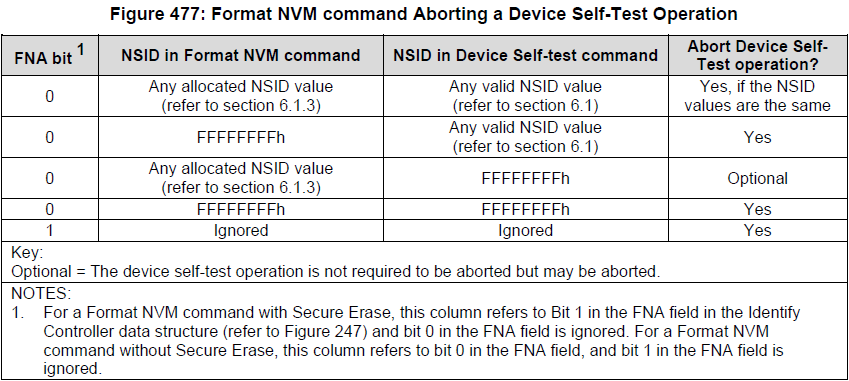 Figure 477: Format NVM command Aborting a Device Self-Test Operation
FNA bit 1
NSID in Format NVM command
NSID in Device Self-test command
Abort Device Self-
Test operation?
0
Any allocated NSID value
(refer to section 6.1.3)
Any valid NSID value
(refer to section 6.1)
Yes, if the NSID
values are the same
0
FFFFFFFFh
Any valid NSID value
(refer to section 6.1)
Yes
0
Any allocated NSID value
(refer to section 6.1.3)
FFFFFFFFh
Optional
0
FFFFFFFFh
FFFFFFFFh
Yes
1
Ignored
Ignored
Yes
Key:
Optional = The device self-test operation is not required to be aborted but may be aborted.
NOTES:
1. For a Format NVM command with Secure Erase, this column refers to Bit 1 in the FNA field in the Identify
Controller data structure (refer to Figure 247) and bit 0 in the FNA field is ignored. For a Format NVM
command without Secure Erase, this column refers to bit 0 in the FNA field, and bit 1 in the FNA field is
ignored.